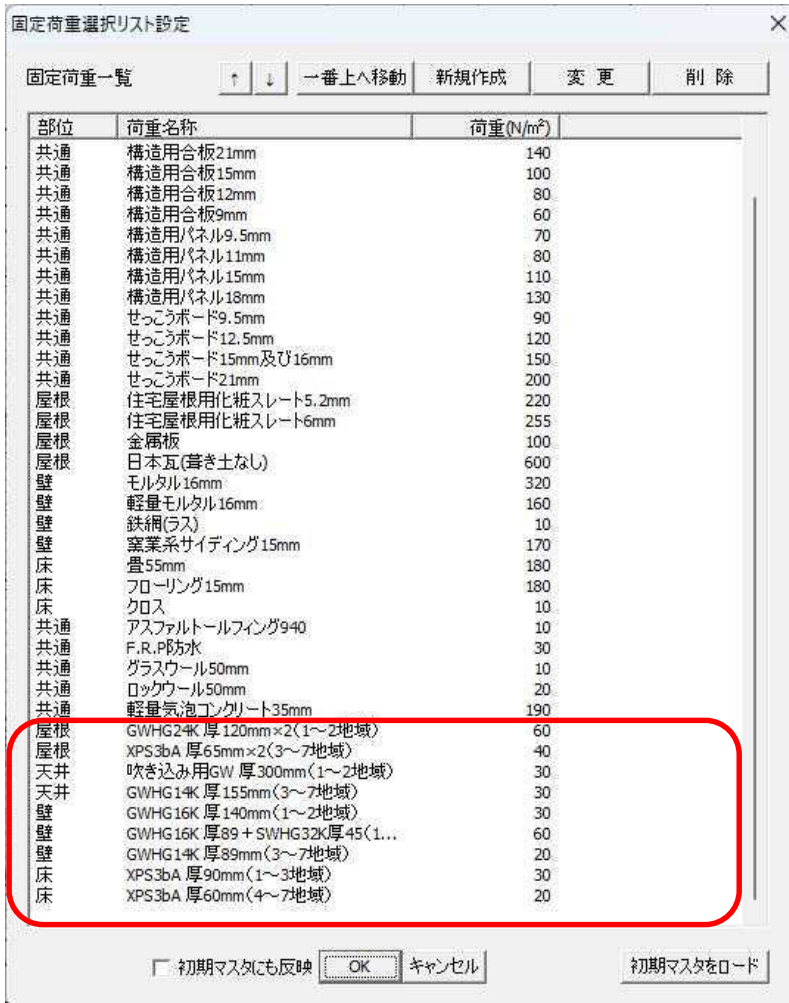 固定荷重選択リスト設定 ×
固定荷重一覧 ↑ ↓ 一番上へ移動 新規作成 変 更 削 除
部位 荷重名称 荷重(N/m²)
共通 構造用合板21mm 140
共通 構造用合板15mm 100
共通 構造用合板12mm 80
共通 構造用合板9mm 60
共通 構造用パネル9.5mm 70
共通 構造用パネル11mm 80
共通 構造用パネル15mm 110
共通 構造用パネル18mm 130
共通 せっこうボード9.5mm 90
共通 せっこうボード12.5mm 120
共通 せっこうボード15mm及び16mm 150
共通 せっこうボード21mm 200
屋根 住宅屋根用化粧スレート5.2mm 220
屋根 住宅屋根用化粧スレート6mm 255
屋根 金属板 100
屋根 日本瓦(葺き土なし) 600
壁 モルタル16mm 320
壁 軽量モルタル16mm 160
壁 鉄網(ラス) 10
壁 窯業系サイディング15mm 170
床 畳55mm 180
床 フローリング15mm 180
床 クロス 10
共通 アスファルトールフィング940 10
共通 F.R.P防水 30
共通 グラスウール50mm 10
共通 ロックウール50mm 20
共通 軽量気泡コンクリート35mm 190
屋根 GWHG24K 厚120mm×2(1～2地域) 60
屋根 XPS3bA 厚65mm×2(3～7地域) 40
天井 吹き込み用GW 厚300mm(1～2地域) 30
天井 GWHG14K 厚155mm(3～7地域) 30
壁 GWHG16K 厚140mm(1～2地域) 30
壁 GWHG16K 厚89＋SWHG32K厚45(1... 60
壁 GWHG14K 厚89mm(3～7地域) 20
床 XPS3bA 厚90mm(1～3地域) 30
床 XPS3bA 厚60mm(4～7地域) 20
初期マスタにも反映 OK キャンセル 初期マスタをロード